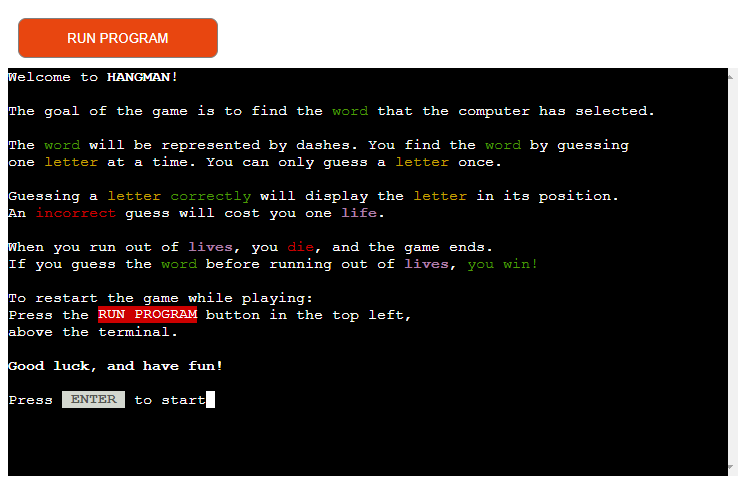 RUN PROGRAM
Welcome to HANGMAN!
The goal of the game is to find the word that the computer has selected.
The word will be represented by dashes. You find the word by guessing
one letter at a time. You can only guess a letter once.
Guessing a letter correctly will display the letter in its position.
An incorrect guess will cost you one life.
When you run out of lives, you die, and the game ends.
If you guess the word before running out of lives, you win!
To restart the game while playing:
Press the RUN PROGRAM button in the top left,
above the terminal.
Good luck, and have fun!
Press ENTER to start